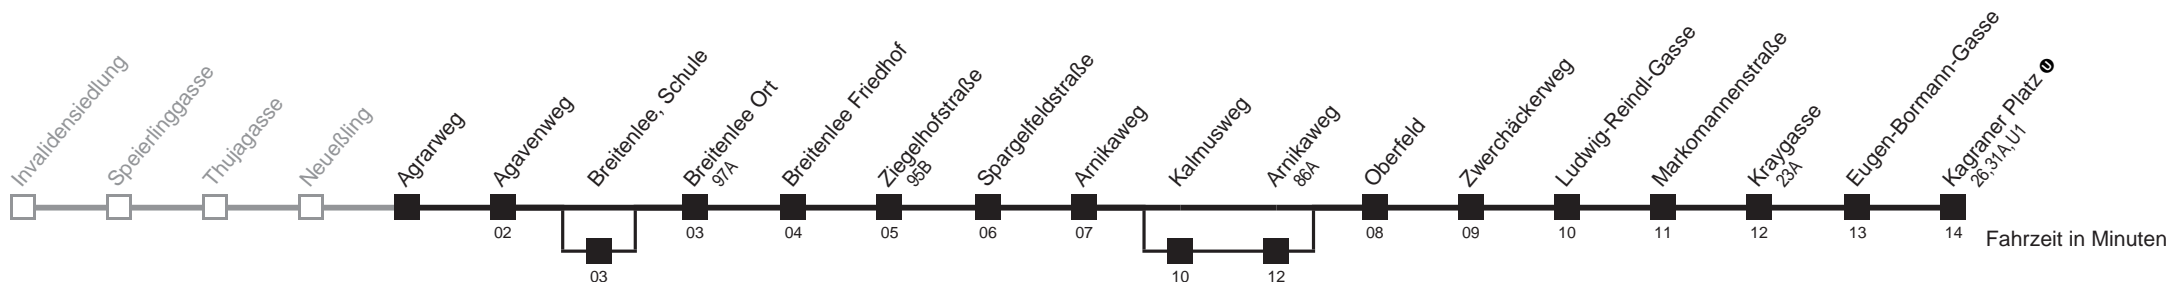 Invalidensiedlung
Speierlinggasse
Thujagasse
Neueßling
Agrarweg
Agavenweg
02
Breitenlee, Schule
03
Breitenlee Ort
97A
03
Breitenlee Friedhof
04
Ziegelhofstraße
95B
05
Spargelfeldstraße
06
Arnikaweg
07
Kalmusweg
10
Arnikaweg
86A
12
Oberfeld
08
Zwerchäckerweg
09
Ludwig-Reindl-Gasse
10
Markomannenstraße
11
Kraygasse
23A
12
Eugen-Bormann-Gasse
13
Kagraner Platz U
26,31A,U1
14
Fahrzeit in Minuten